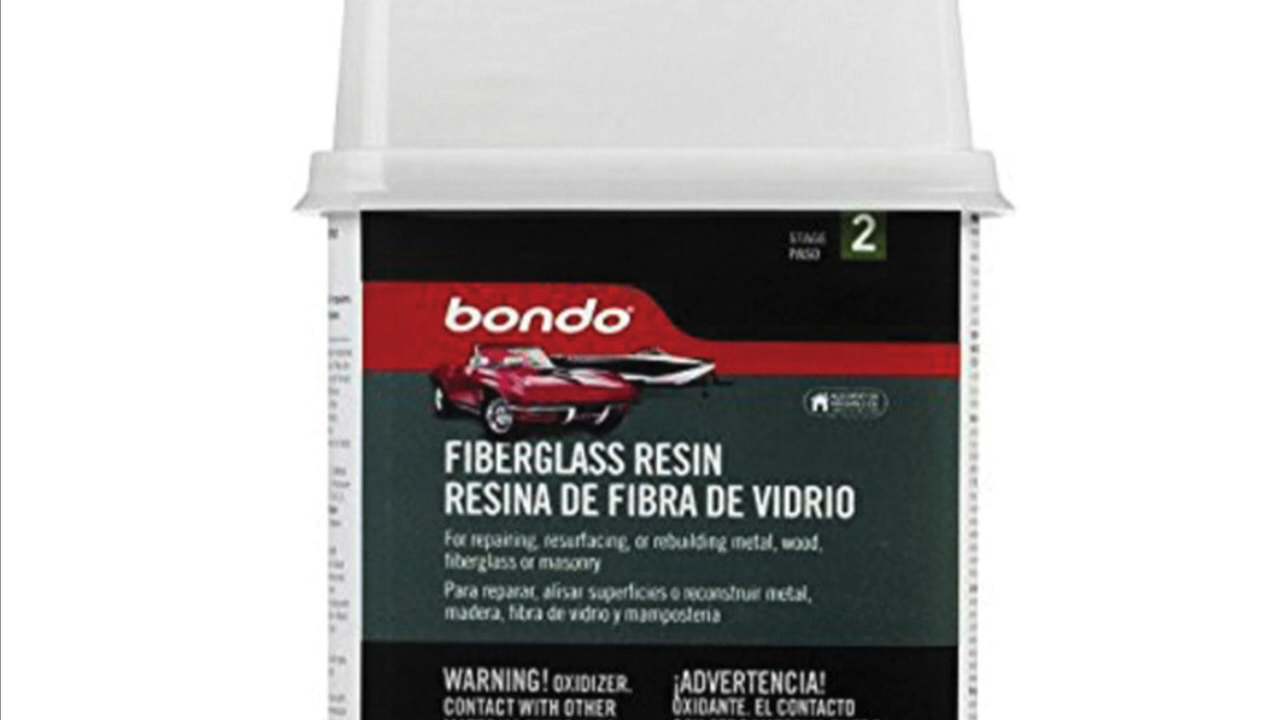 STAGE 2
PASO
bondo
FIBERGLASS RESIN
RESINA DE FIBRA DE VIDRIO
For repairing, resurfacing, or rebuilding metal, wood,
fiberglass or masonry
Para reparar, alisar superficies o reconstruir metal,
madera, fibra de vidrio y mamposteria
WARNING! OXIDIZER. ¡ADVERTENCIA!
CONTACT WITH OTHER OXIDANTE. EL CONTACTO